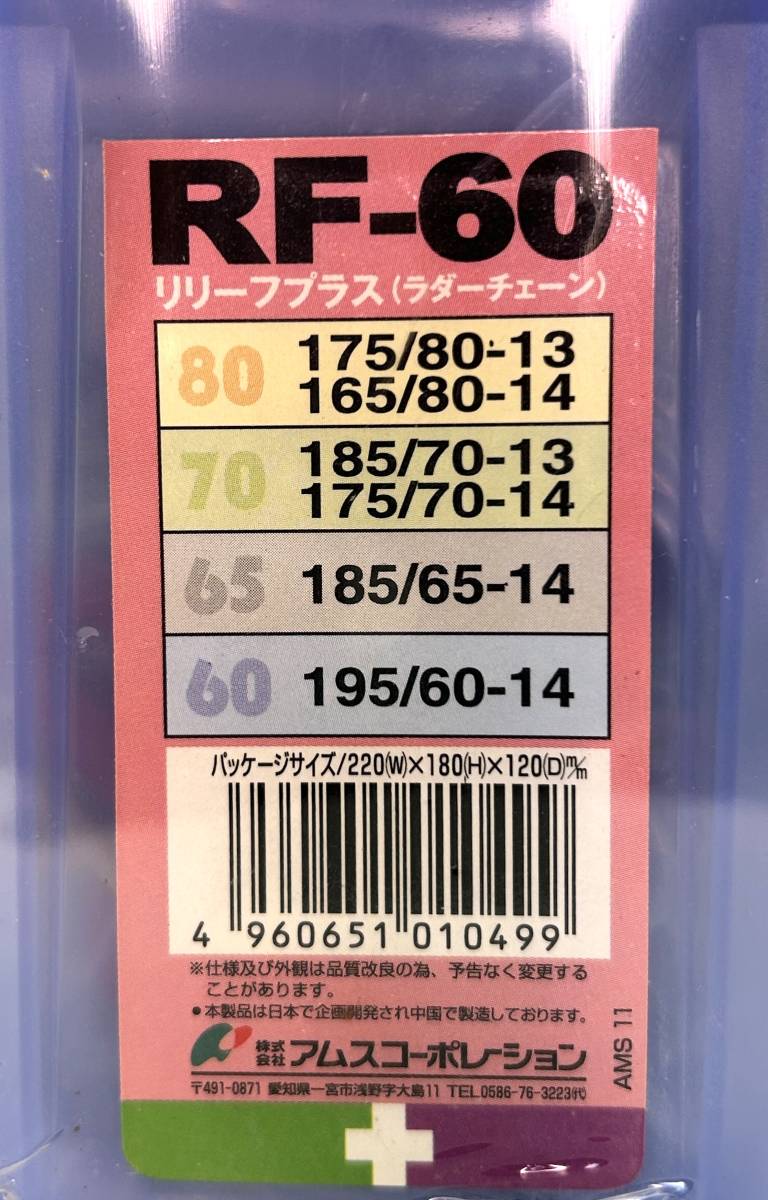 RF-60
リリーフプラス(ラダーチェーン)
80
175/80-13
165/80-14
70
185/70-13
175/70-14
65
185/65-14
60
195/60-14
パッケージサイズ/220(W)×180(H)×120(D)m/m
4 960651 010499
※仕様及び外観は品質改良の為、予告なく変更する
ことがあります。
●本製品は日本で企画開発され中国で製造しております。
株式会社 アムスコーポレーション
〒491-0871 愛知県一宮市浅野字大島11 TEL0586-76-3223(代)
AMS 11